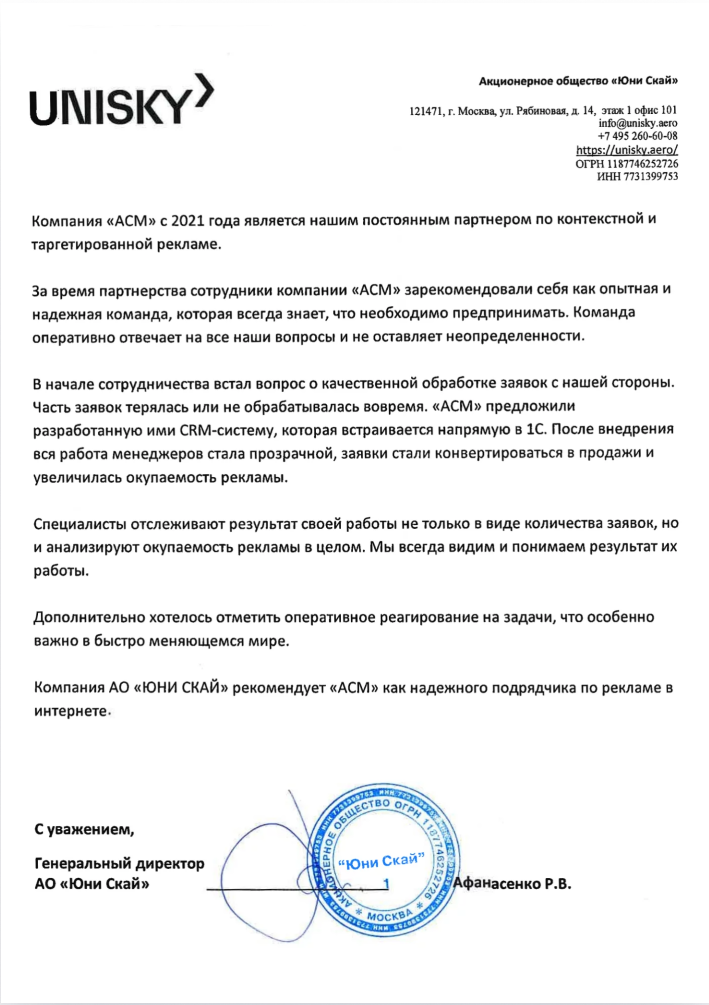 UNISKY
Акционерное общество «Юни Скай»
121471, г. Москва, ул. Рябиновая, д. 14, этаж 1 офис 101
info@unisky.aero
+7 495 260-60-08
https://unisky.aero/
ОГРН 1187746252726
ИНН 7731399753
Компания «АСМ» с 2021 года является нашим постоянным партнером по контекстной и
таргетированной рекламе.
За время партнерства сотрудники компании «АСМ» зарекомендовали себя как опытная и
надежная команда, которая всегда знает, что необходимо предпринимать. Команда
оперативно отвечает на все наши вопросы и не оставляет неопределенности.
В начале сотрудничества встал вопрос о качественной обработке заявок с нашей стороны.
Часть заявок терялась или не обрабатывалась вовремя. «АСМ» предложили
разработанную ими CRM-систему, которая встраивается напрямую в 1С. После внедрения
вся работа менеджеров стала прозрачной, заявки стали конвертироваться в продажи и
увеличилась окупаемость рекламы.
Специалисты отслеживают результат своей работы не только в виде количества заявок, но
и анализируют окупаемость рекламы в целом. Мы всегда видим и понимаем результат их
работы.
Дополнительно хотелось отметить оперативное реагирование на задачи, что особенно
важно в быстро меняющемся мире.
Компания АО «ЮНИ СКАЙ» рекомендует «АСМ» как надежного подрядчика по рекламе в
интернете.
С уважением,
Генеральный директор
АО «Юни Скай»
Афанасенко Р.В.
АКЦИОНЕРНОЕ ОБЩЕСТВО ОГРН 1187746252726
"Юни Скай"
1
МОСКВА